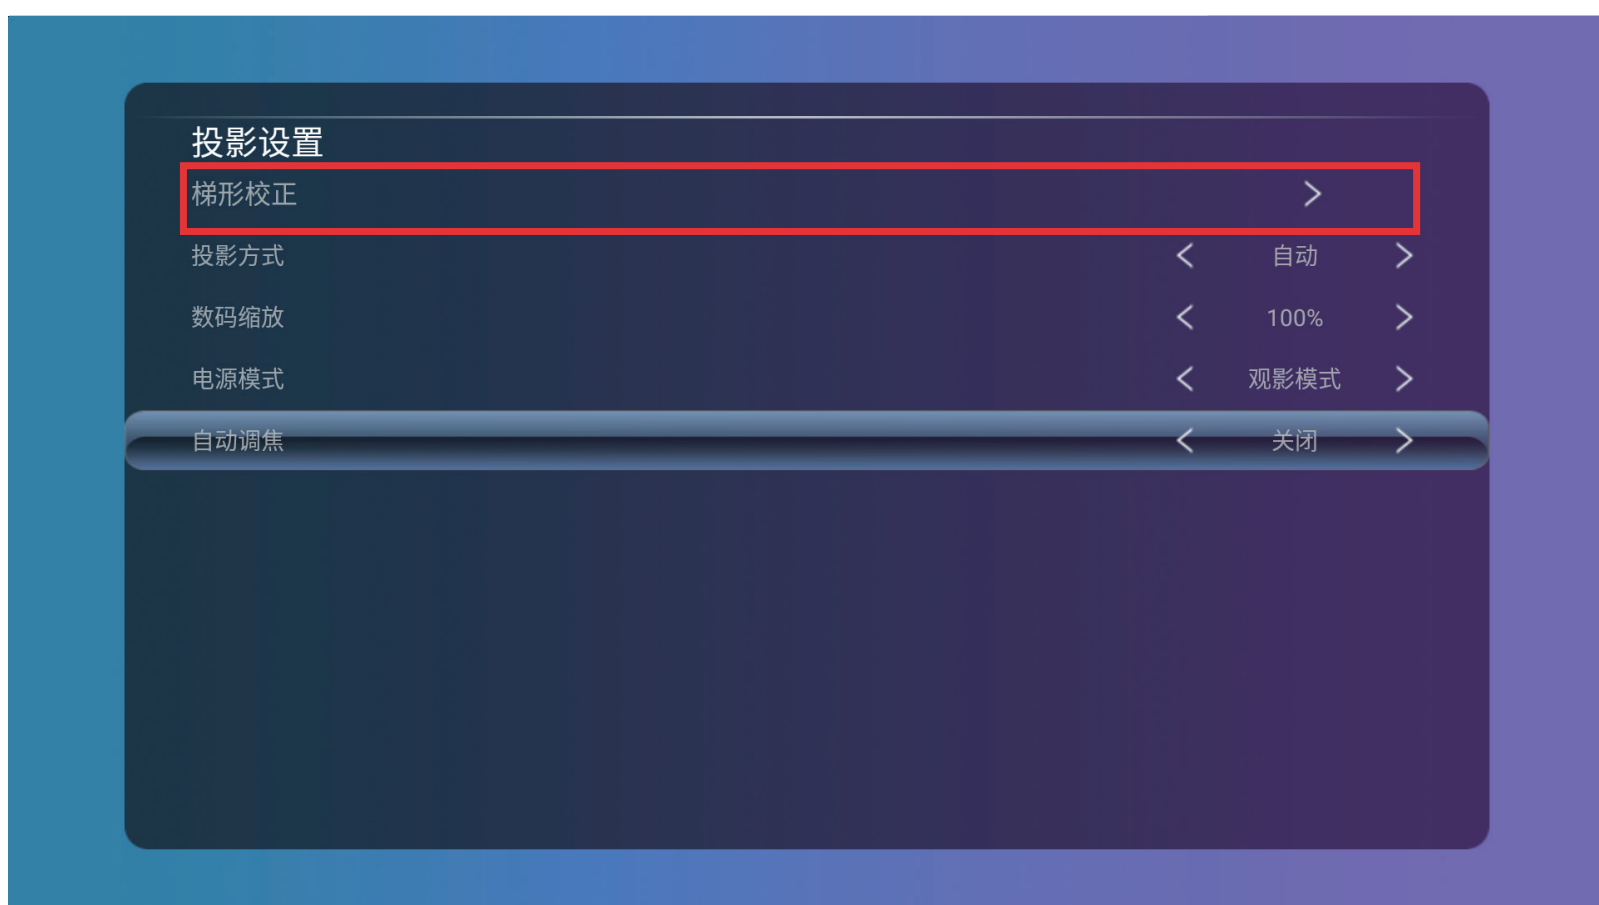 投影设置
梯形校正
投影方式 自动
数码缩放 100%
电源模式 观影模式
自动调焦 关闭